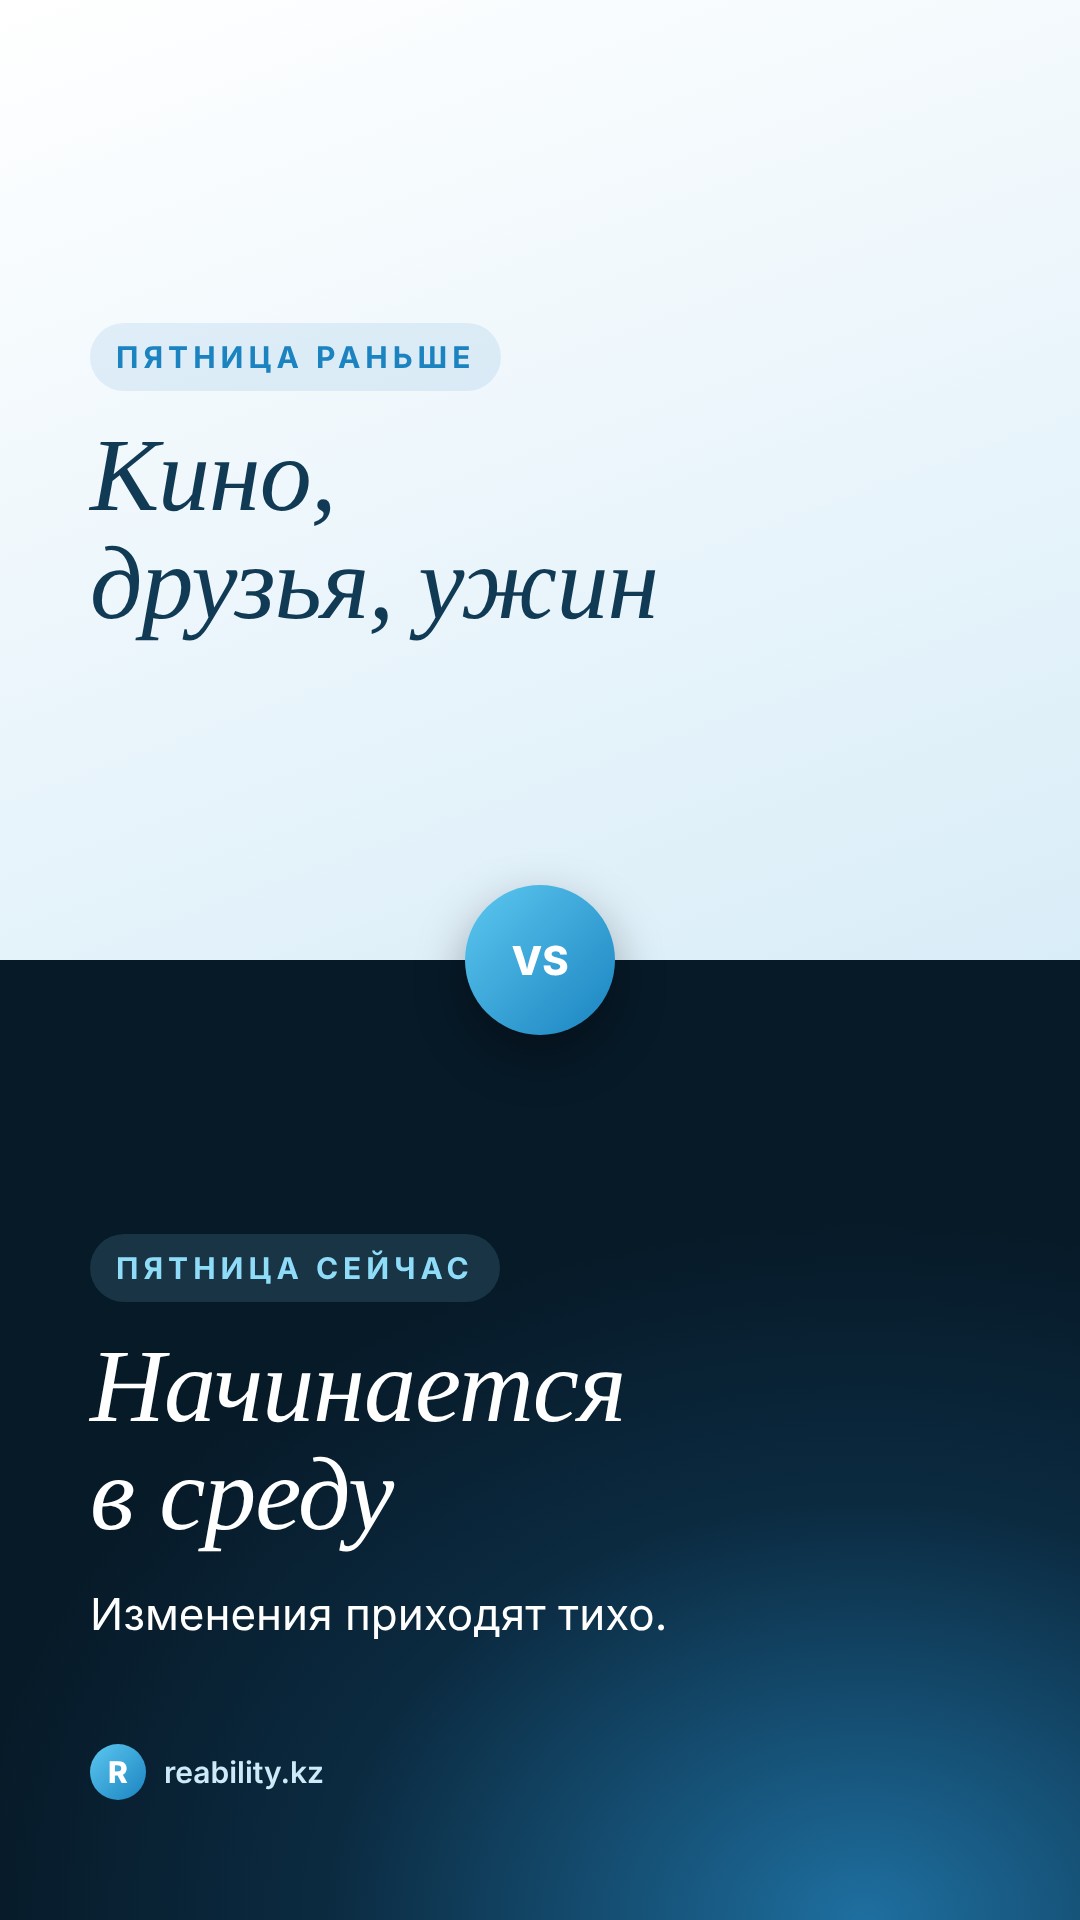 ПЯТНИЦА РАНЬШЕ
Кино,
друзья, ужин
VS
ПЯТНИЦА СЕЙЧАС
Начинается
в среду
Изменения приходят тихо.
R reability.kz